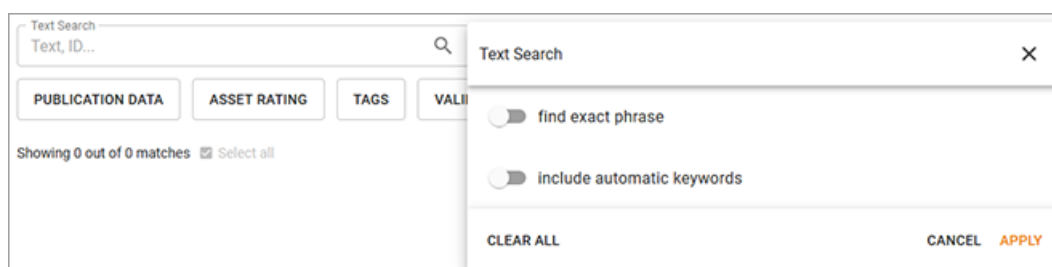 Text Search
Text, ID...
PUBLICATION DATA
ASSET RATING
TAGS
Showing 0 out of 0 matches
Select all
Text Search
find exact phrase
include automatic keywords
CLEAR ALL
CANCEL
APPLY